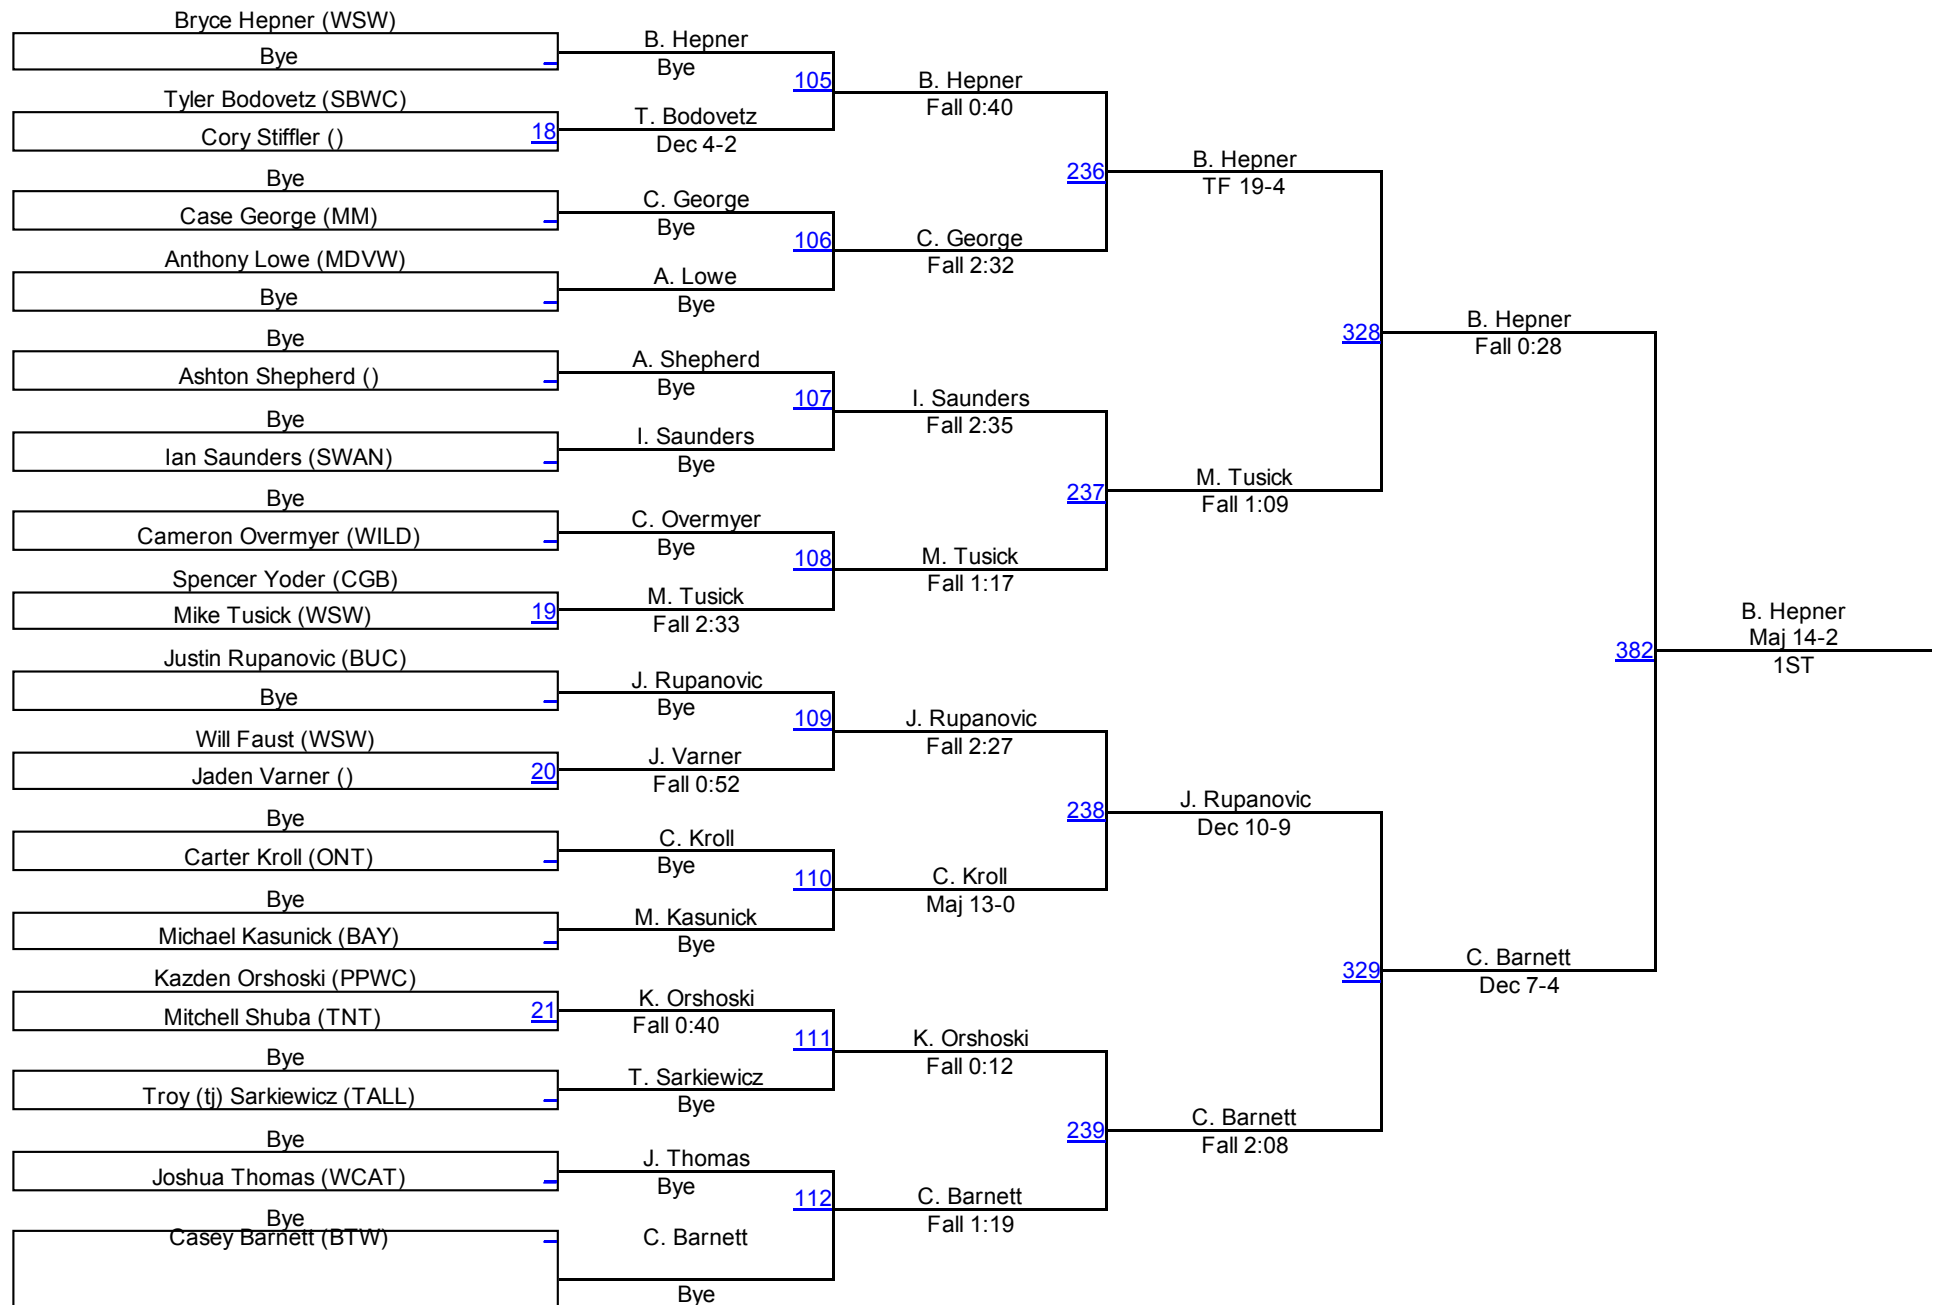 Bryce Hepner (WSW)
Bye
Tyler Bodovetz (SBWC)
Cory Stiffler ()
18
Bye
Case George (MM)
Anthony Lowe (MDVW)
Bye
Bye
Ashton Shepherd ()
Bye
Ian Saunders (SWAN)
Bye
Cameron Overmyer (WILD)
Spencer Yoder (CGB)
Mike Tusick (WSW)
19
Justin Rupanovic (BUC)
Bye
Will Faust (WSW)
Jaden Varner ()
20
Bye
Carter Kroll (ONT)
Bye
Michael Kasunick (BAY)
Kazden Orshoski (PPWC)
Mitchell Shuba (TNT)
21
Bye
Troy (tj) Sarkiewicz (TALL)
Bye
Joshua Thomas (WCAT)
Bye
Casey Barnett (BTW)
B. Hepner
Bye
105
T. Bodovetz
Dec 4-2
C. George
Bye
106
A. Lowe
Bye
A. Shepherd
Bye
107
I. Saunders
Bye
C. Overmyer
Bye
108
M. Tusick
Fall 2:33
J. Rupanovic
Bye
109
J. Varner
Fall 0:52
C. Kroll
Bye
110
M. Kasunick
Bye
K. Orshoski
Fall 0:40
111
T. Sarkiewicz
Bye
J. Thomas
Bye
112
C. Barnett
Bye
B. Hepner
Fall 0:40
236
C. George
Fall 2:32
I. Saunders
Fall 2:35
237
M. Tusick
Fall 1:17
J. Rupanovic
Fall 2:27
238
C. Kroll
Maj 13-0
K. Orshoski
Fall 0:12
239
C. Barnett
Fall 1:19
B. Hepner
TF 19-4
328
M. Tusick
Fall 1:09
J. Rupanovic
Dec 10-9
329
C. Barnett
Fall 2:08
B. Hepner
Fall 0:28
382
C. Barnett
Dec 7-4
B. Hepner
Maj 14-2
1ST